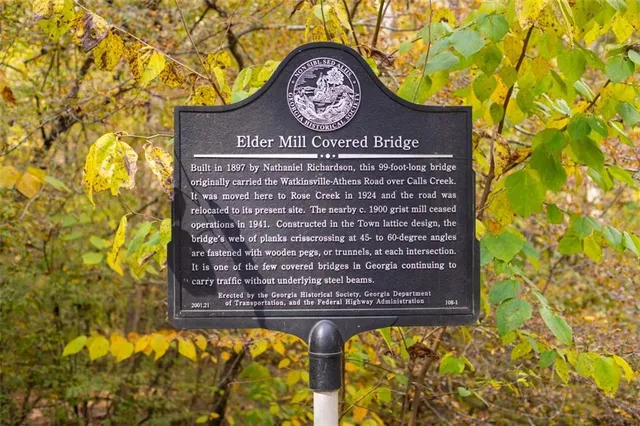 NON SIBI SED ALIIS
GEORGIA HISTORICAL SOCIETY
Elder Mill Covered Bridge
Built in 1897 by Nathaniel Richardson, this 99-foot-long bridge
originally carried the Watkinsville-Athens Road over Calls Creek.
It was moved here to Rose Creek in 1924 and the road was
relocated to its present site. The nearby c. 1900 grist mill ceased
operations in 1941. Constructed in the Town lattice design, the
bridge's web of planks crisscrossing at 45- to 60-degree angles
are fastened with wooden pegs, or trunnels, at each intersection.
It is one of the few covered bridges in Georgia continuing to
carry traffic without underlying steel beams.
Erected by the Georgia Historical Society, Georgia Department
of Transportation, and the Federal Highway Administration
2001.21 108-1